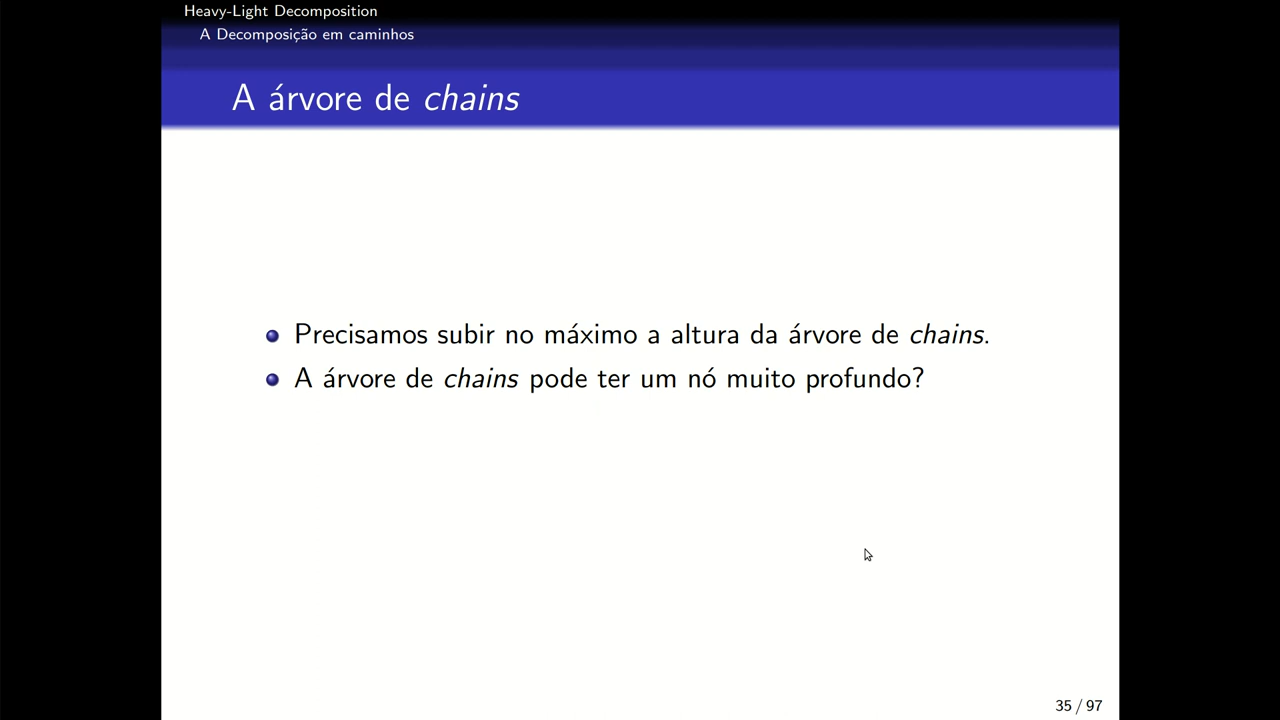 Heavy-Light Decomposition
A Decomposição em caminhos
A árvore de chains
Precisamos subir no máximo a altura da árvore de chains.
A árvore de chains pode ter um nó muito profundo?
35 / 97